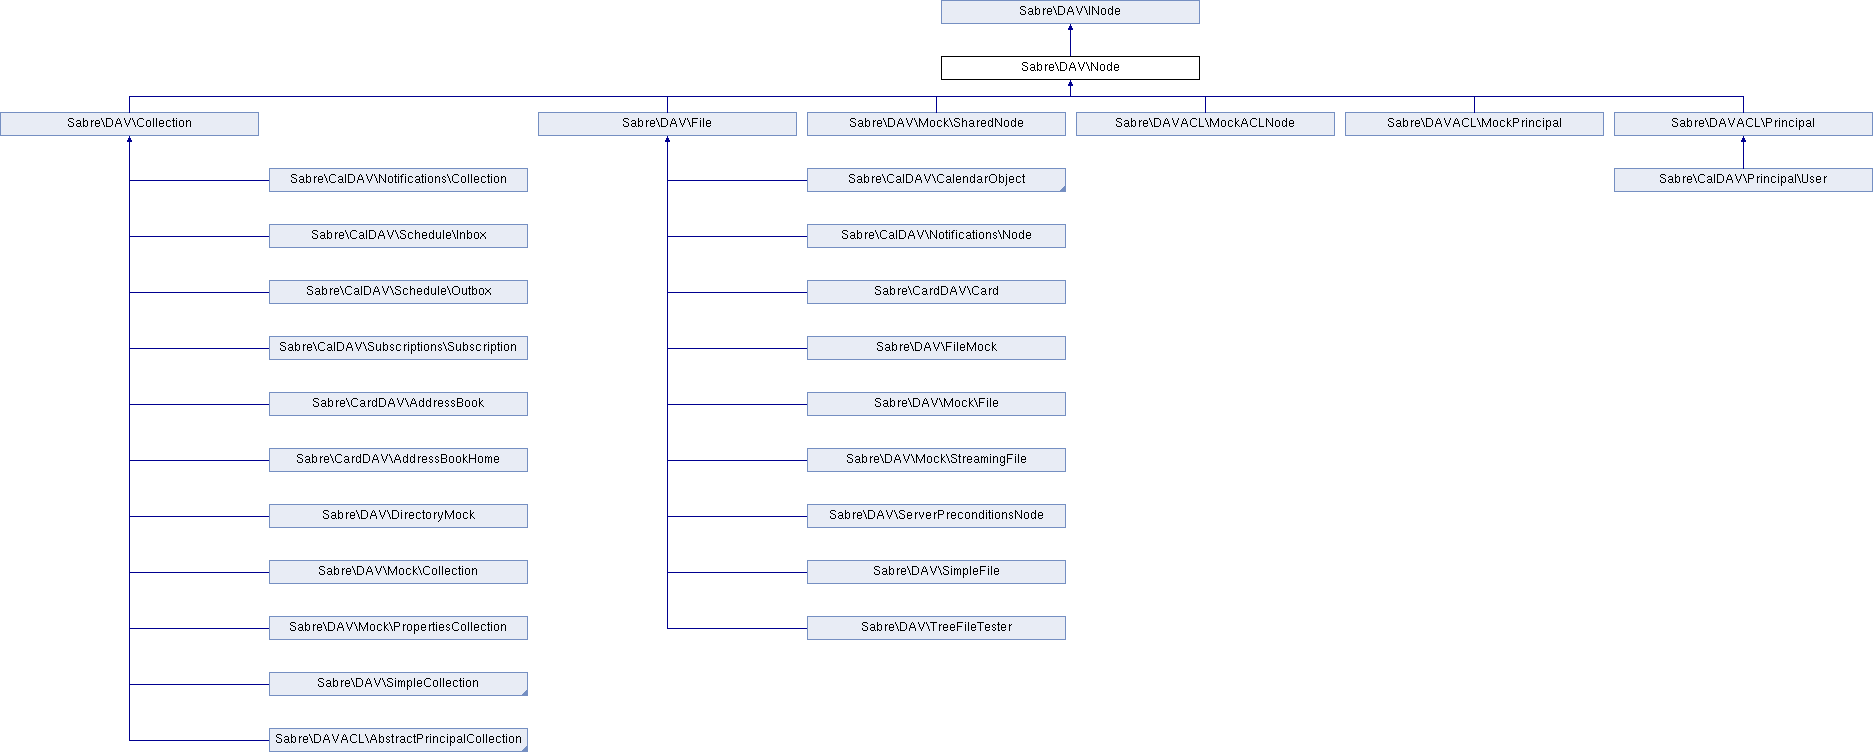 Sabre\DAV\INode
Sabre\DAV\Node
Sabre\DAV\Collection
Sabre\DAV\File
Sabre\DAV\Mock\SharedNode
Sabre\DAVACL\MockACLNode
Sabre\DAVACL\MockPrincipal
Sabre\DAVACL\Principal
Sabre\CalDAV\Notifications\Collection
Sabre\CalDAV\CalendarObject
Sabre\CalDAV\Principal\User
Sabre\CalDAV\Schedule\Inbox
Sabre\CalDAV\Notifications\Node
Sabre\CalDAV\Schedule\Outbox
Sabre\CardDAV\Card
Sabre\CalDAV\Subscriptions\Subscription
Sabre\DAV\FileMock
Sabre\CardDAV\AddressBook
Sabre\DAV\Mock\File
Sabre\CardDAV\AddressBookHome
Sabre\DAV\Mock\StreamingFile
Sabre\DAV\DirectoryMock
Sabre\DAV\ServerPreconditionsNode
Sabre\DAV\Mock\Collection
Sabre\DAV\SimpleFile
Sabre\DAV\Mock\PropertiesCollection
Sabre\DAV\TreeFileTester
Sabre\DAV\SimpleCollection
Sabre\DAVACL\AbstractPrincipalCollection